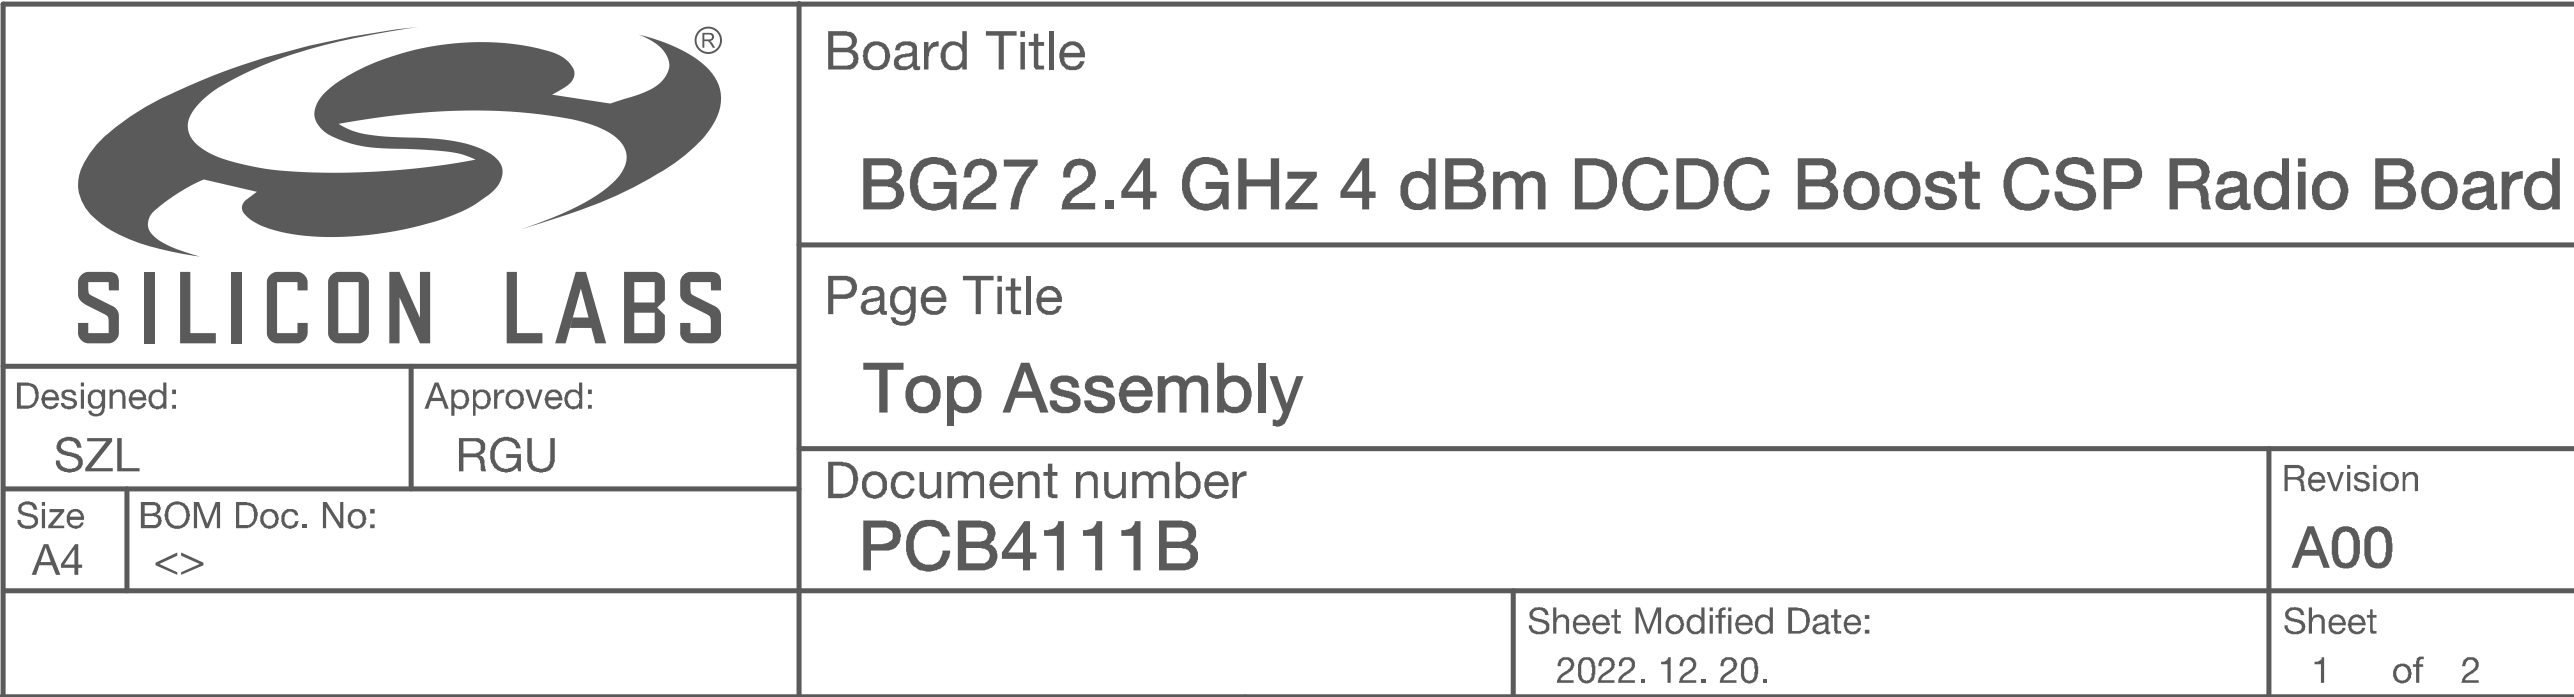 ®
SILICON LABS
Designed:
SZL
Approved:
RGU
Size
A4
BOM Doc. No:
<>
Board Title
BG27 2.4 GHz 4 dBm DCDC Boost CSP Radio Board
Page Title
Top Assembly
Document number
PCB4111B
Revision
A00
Sheet Modified Date:
2022. 12. 20.
Sheet
1 of 2